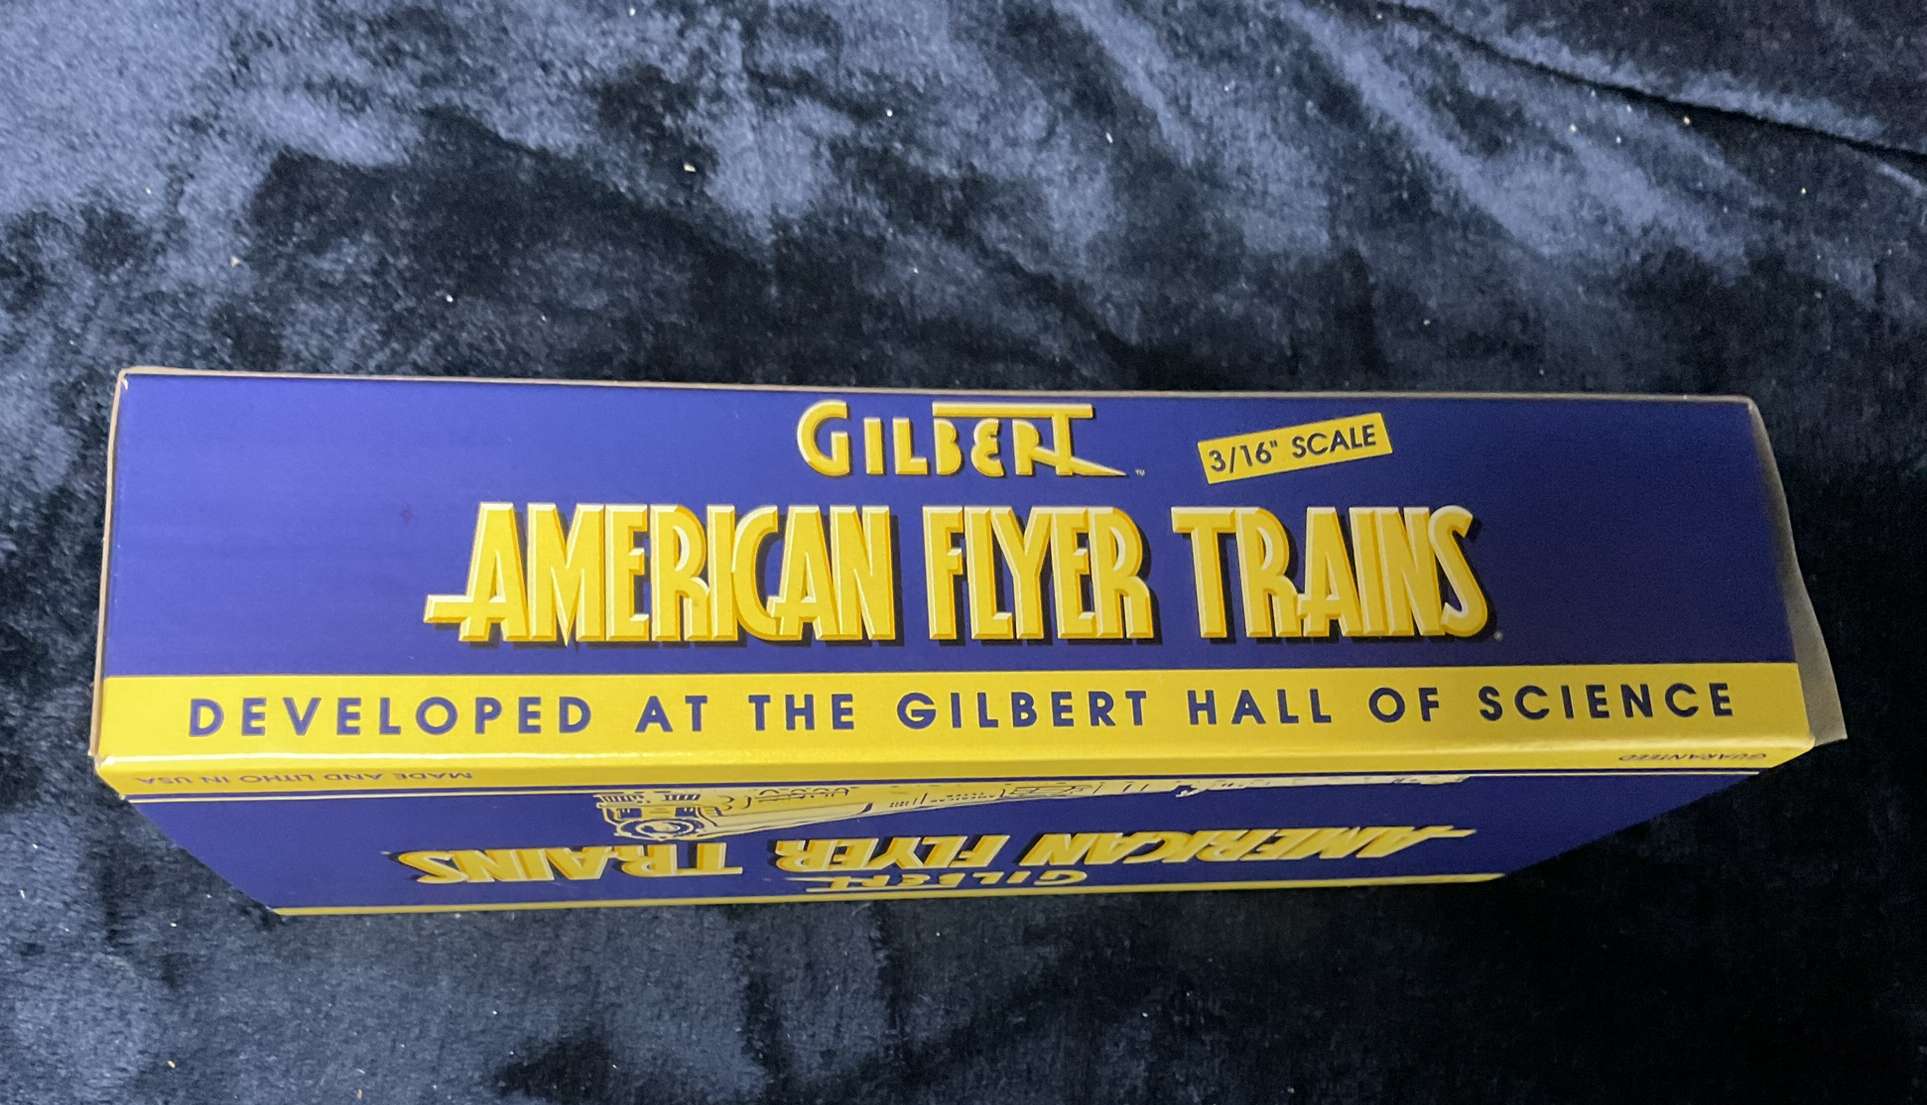 GILBERT™
3/16" SCALE
AMERICAN FLYER TRAINS
DEVELOPED AT THE GILBERT HALL OF SCIENCE
MADE AND LITHO IN USA
GUARANTEED
GILBERT
AMERICAN FLYER TRAINS